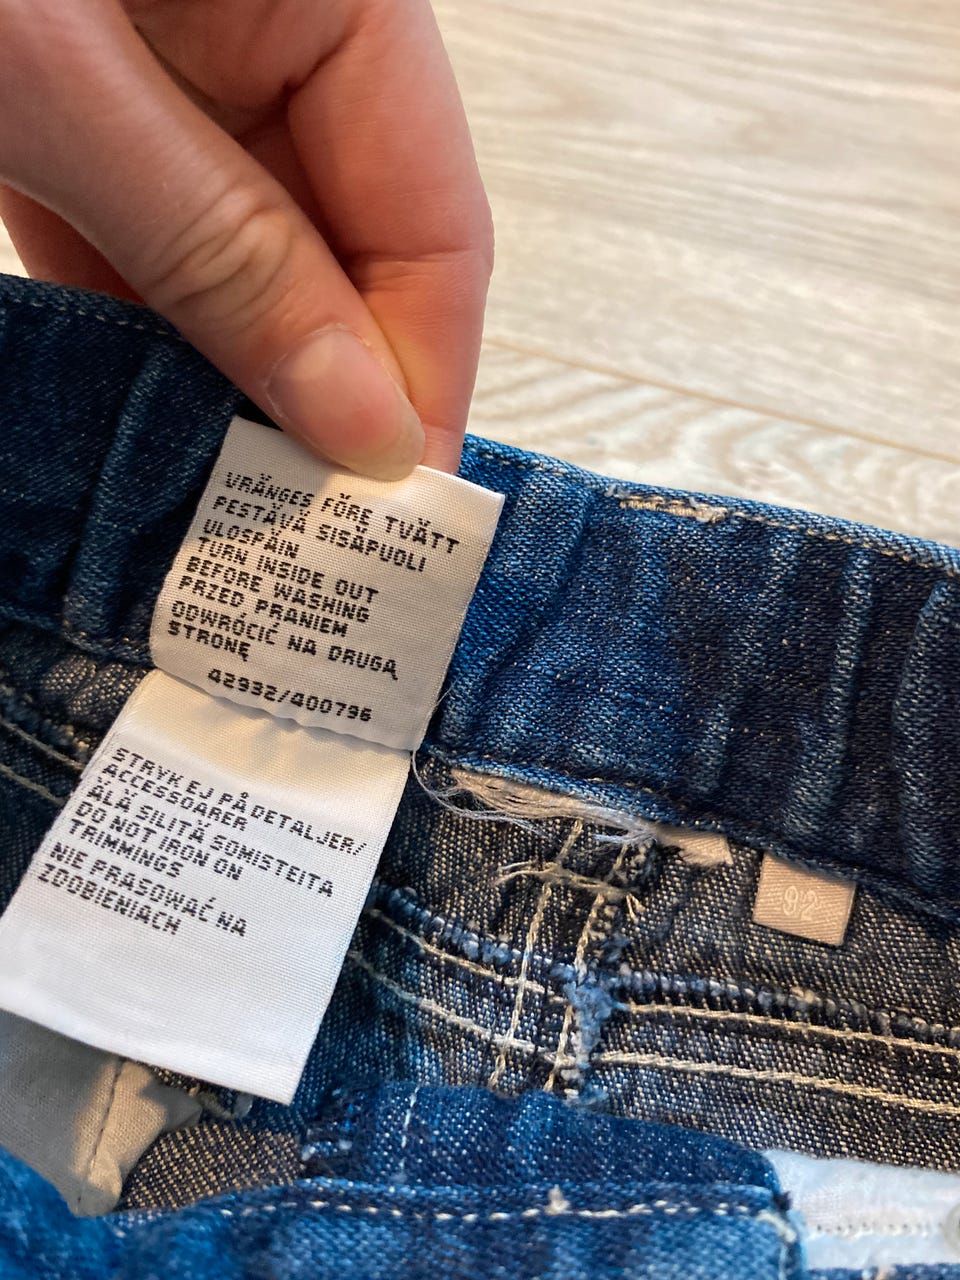 VRÄNGES FÖRE TVÄTT
PESTÄVÄ SISÄPUOLI
ULOSPÄIN
TURN INSIDE OUT
BEFORE WASHING
PRZED PRANIEM
ODWRÓCIĆ NA DRUGĄ
STRONĘ
42932/400796
STRYK EJ PÅ DETALJER/
ACCESSOARER
ÄLÄ SILITÄ SOMISTEITA
DO NOT IRON ON
TRIMMINGS
NIE PRASOWAĆ NA
ZDOBIENIACH
92